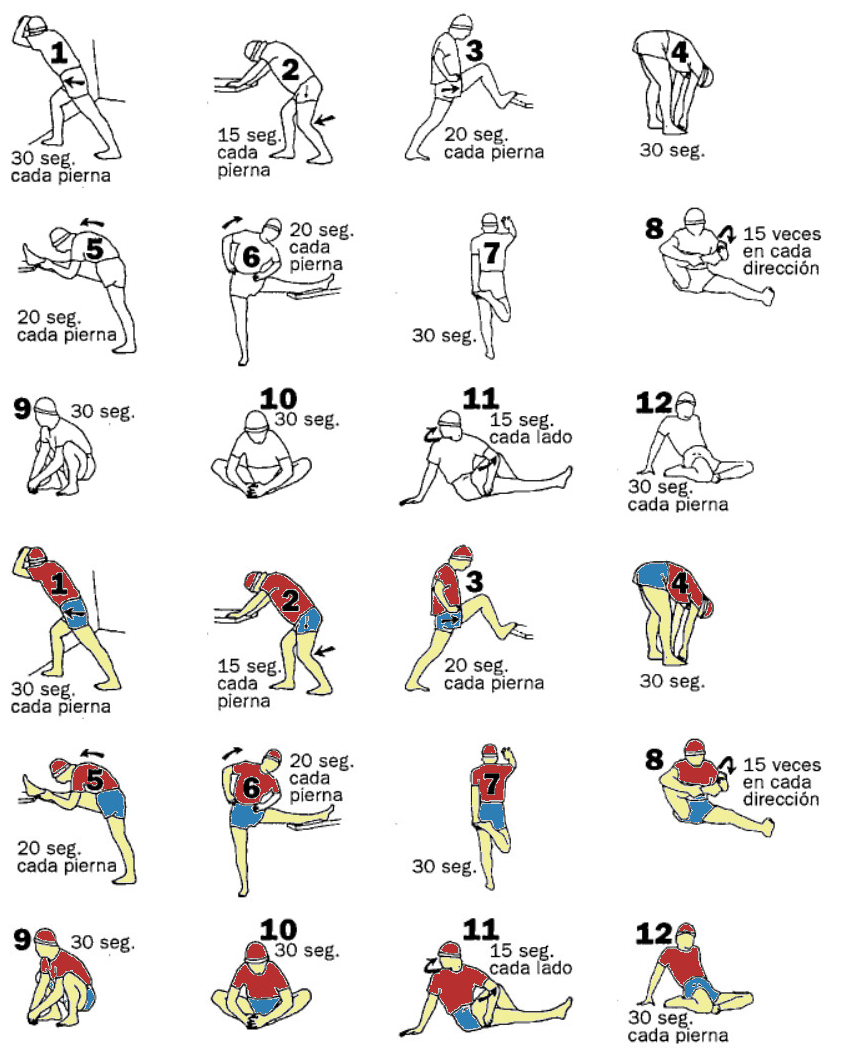 1
30 seg.
cada pierna
2
15 seg.
cada
pierna
3
20 seg.
cada pierna
4
30 seg.
5
20 seg.
cada pierna
6
20 seg.
cada
pierna
7
30 seg.
8
15 veces
en cada
dirección
9
30 seg.
10
30 seg.
11
15 seg.
cada lado
12
30 seg.
cada pierna
1
30 seg.
cada pierna
2
15 seg.
cada
pierna
3
20 seg.
cada pierna
4
30 seg.
5
20 seg.
cada pierna
6
20 seg.
cada
pierna
7
30 seg.
8
15 veces
en cada
dirección
9
30 seg.
10
30 seg.
11
15 seg.
cada lado
12
30 seg.
cada pierna